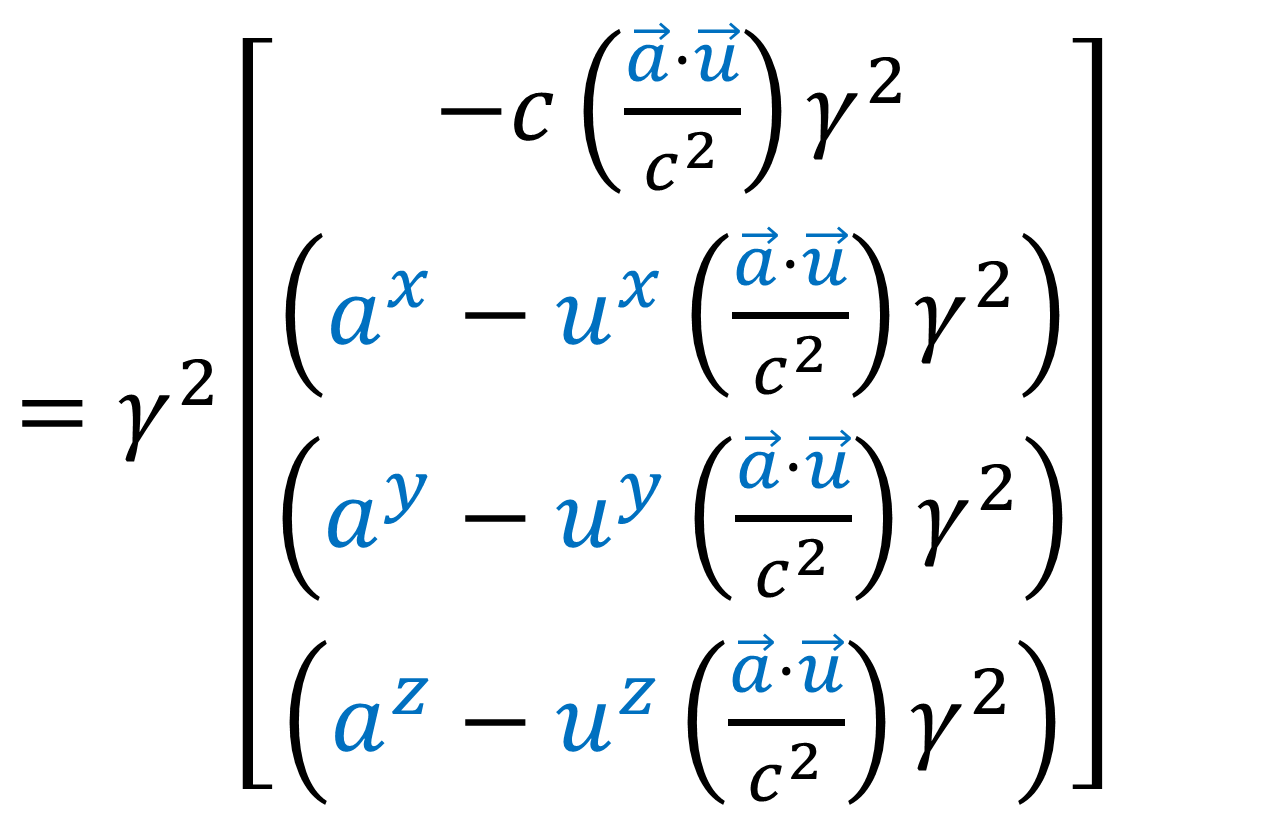 = γ² [
−c (a⃗·u⃗ / c²) γ²
(aˣ − uˣ (a⃗·u⃗ / c²) γ²)
(aʸ − uʸ (a⃗·u⃗ / c²) γ²)
(aᶻ − uᶻ (a⃗·u⃗ / c²) γ²)
]